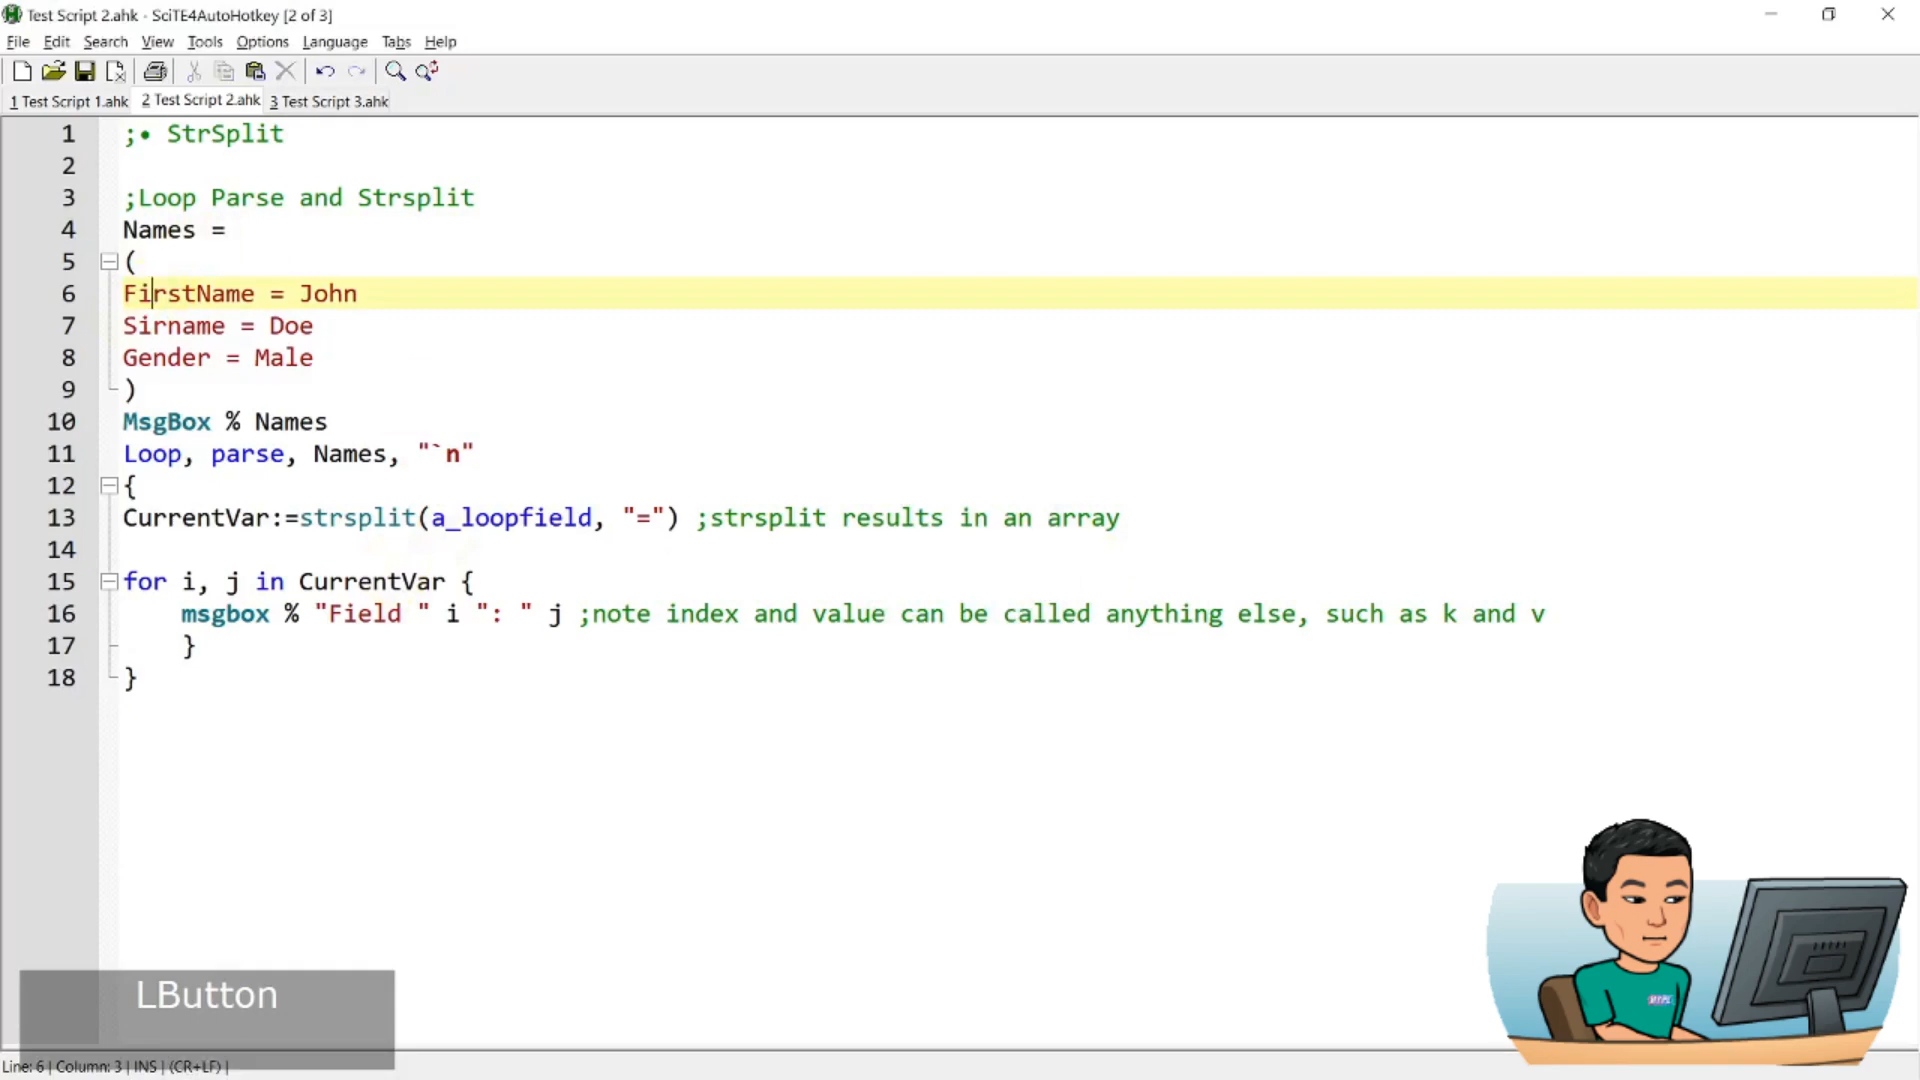 Test Script 2.ahk - SciTE4AutoHotkey [2 of 3]
File Edit Search View Tools Options Language Tabs Help
1 Test Script 1.ahk 2 Test Script 2.ahk 3 Test Script 3.ahk
1 ;• StrSplit
2
3 ;Loop Parse and Strsplit
4 Names =
5 (
6 FirstName = John
7 Sirname = Doe
8 Gender = Male
9 )
10 MsgBox % Names
11 Loop, parse, Names, "`n"
12 {
13 CurrentVar:=strsplit(a_loopfield, "=") ;strsplit results in an array
14
15 for i, j in CurrentVar {
16 msgbox % "Field " i ": " j ;note index and value can be called anything else, such as k and v
17 }
18 }
LButton
Line: 6 | Column: 3 | INS | (CR+LF) |